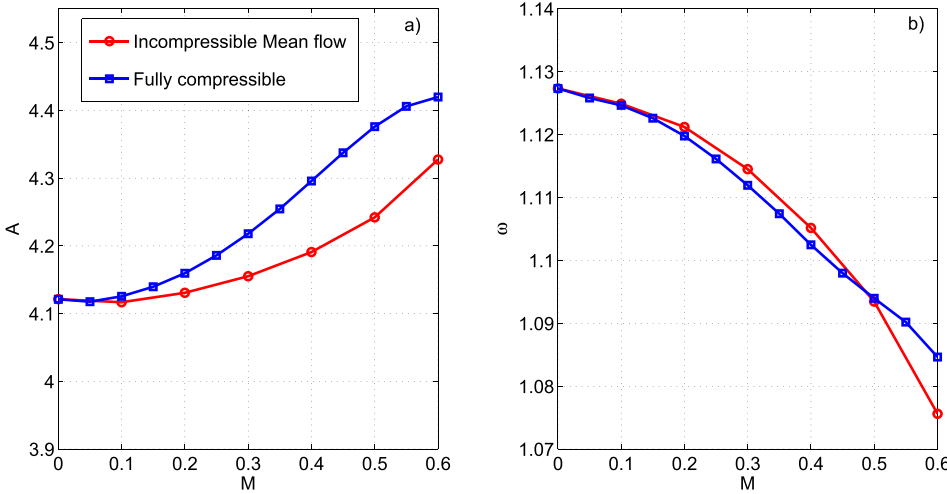 a)
Incompressible Mean flow
Fully compressible
4.5
4.4
4.3
4.2
4.1
4
3.9
A
0 0.1 0.2 0.3 0.4 0.5 0.6
M
b)
1.14
1.13
1.12
1.11
1.1
1.09
1.08
1.07
ω
0 0.1 0.2 0.3 0.4 0.5 0.6
M